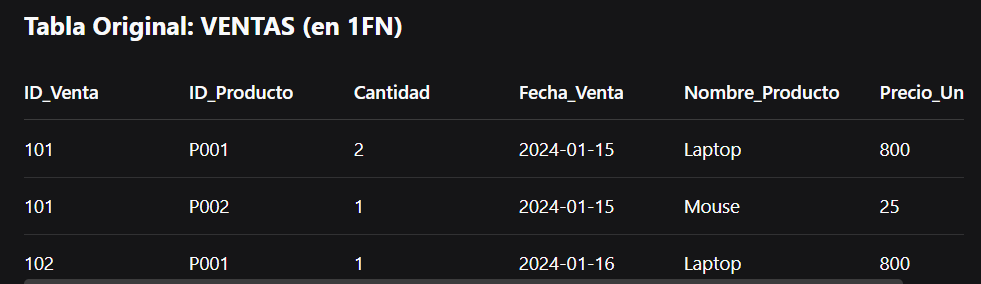 Tabla Original: VENTAS (en 1FN)
ID_Venta ID_Producto Cantidad Fecha_Venta Nombre_Producto Precio_Un
101 P001 2 2024-01-15 Laptop 800
101 P002 1 2024-01-15 Mouse 25
102 P001 1 2024-01-16 Laptop 800